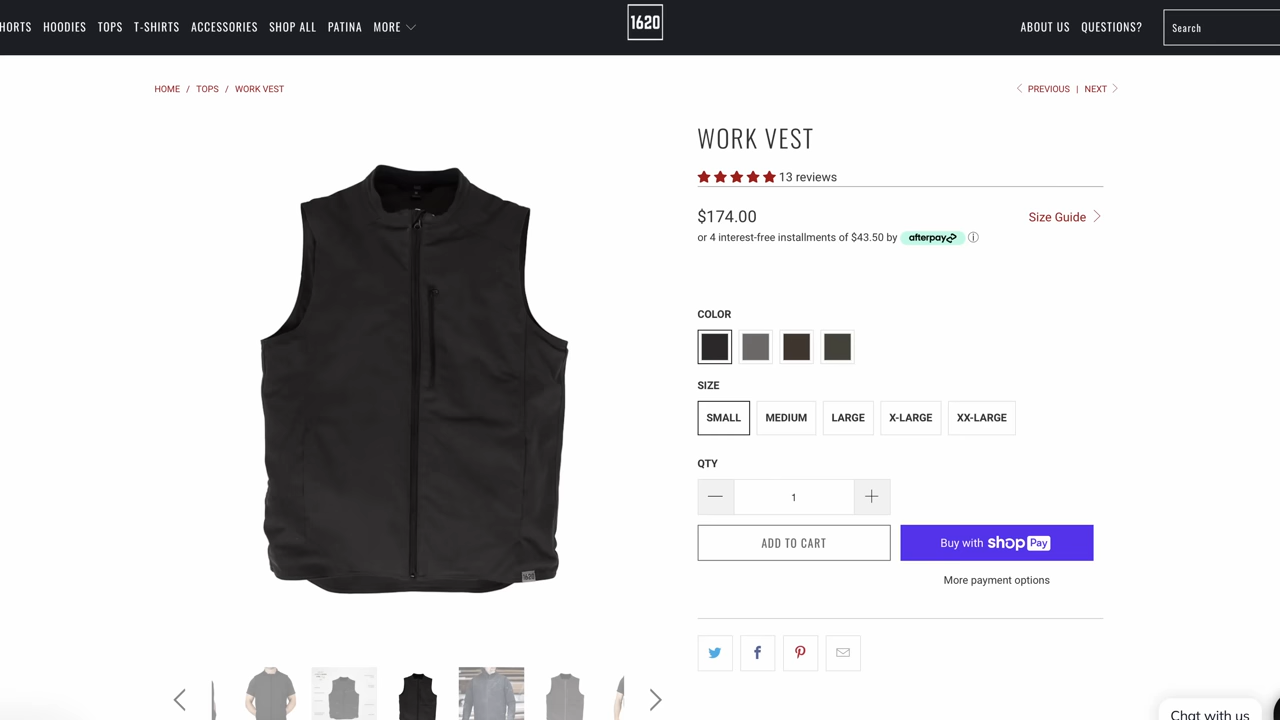 HORTS HOODIES TOPS T-SHIRTS ACCESSORIES SHOP ALL PATINA MORE 1620 ABOUT US QUESTIONS? Search
HOME / TOPS / WORK VEST PREVIOUS | NEXT
WORK VEST
13 reviews
$174.00 Size Guide
or 4 interest-free installments of $43.50 by afterpay
COLOR
SIZE
SMALL MEDIUM LARGE X-LARGE XX-LARGE
QTY
1
ADD TO CART Buy with shop Pay
More payment options
1620
Chat with us